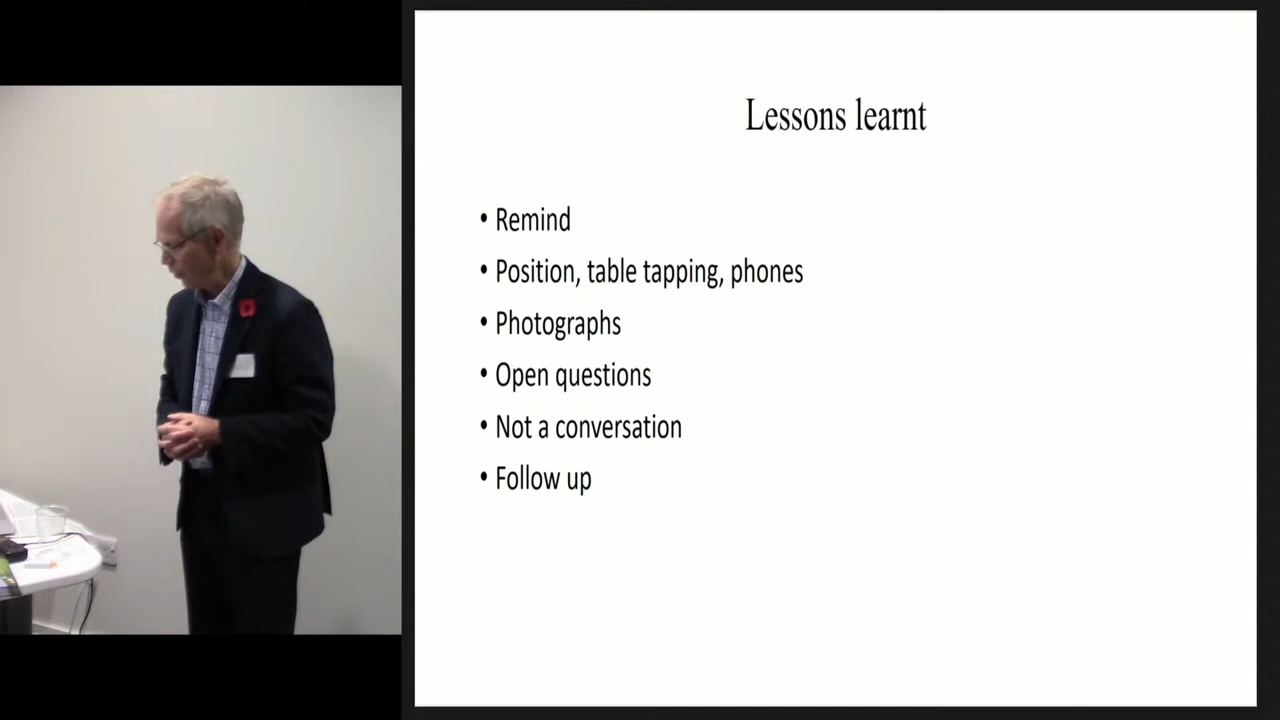 Lessons learnt
• Remind
• Position, table tapping, phones
• Photographs
• Open questions
• Not a conversation
• Follow up